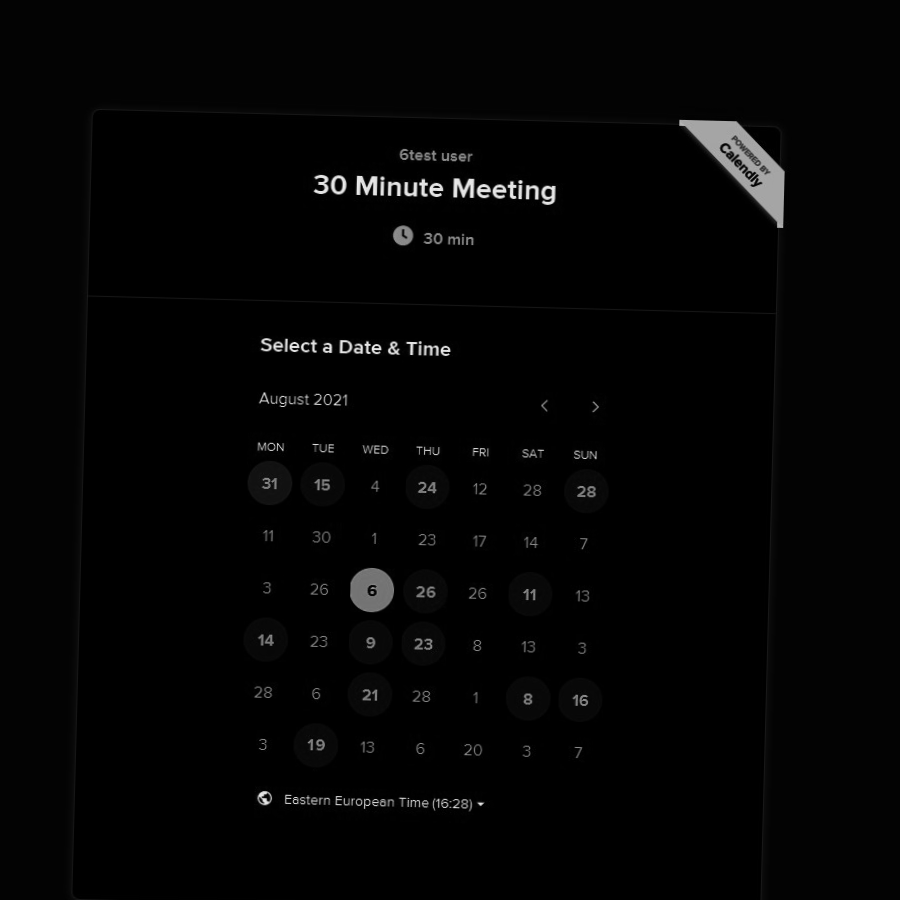 POWERED BY
Calendly
6test user
30 Minute Meeting
30 min
Select a Date & Time
August 2021
MON TUE WED THU FRI SAT SUN
31 15 4 24 12 28 28
11 30 1 23 17 14 7
3 26 6 26 26 11 13
14 23 9 23 8 13 3
28 6 21 28 1 8 16
3 19 13 6 20 3 7
Eastern European Time (16:28)